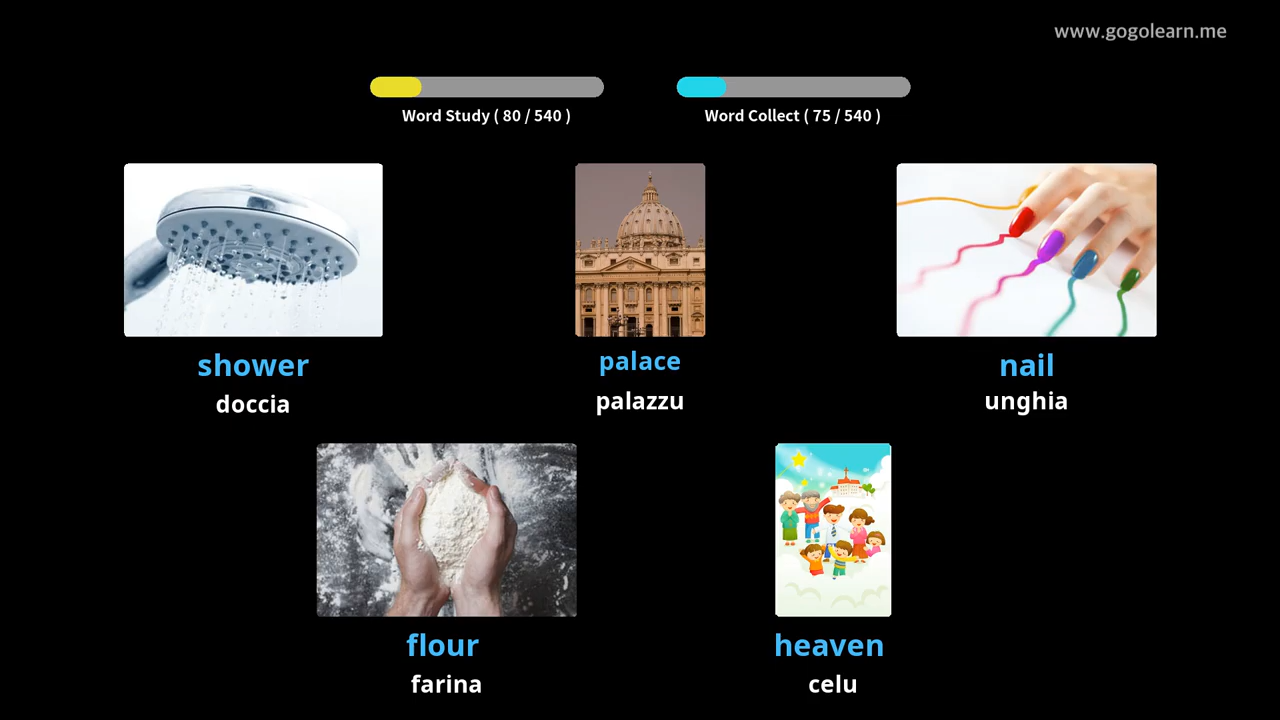 www.gogolearn.me
Word Study ( 80 / 540 )
Word Collect ( 75 / 540 )
shower
doccia
palace
palazzu
nail
unghia
flour
farina
heaven
celu